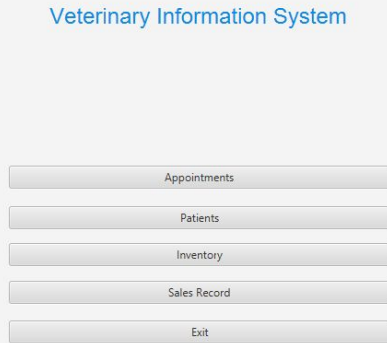 Veterinary Information System
Appointments
Patients
Inventory
Sales Record
Exit